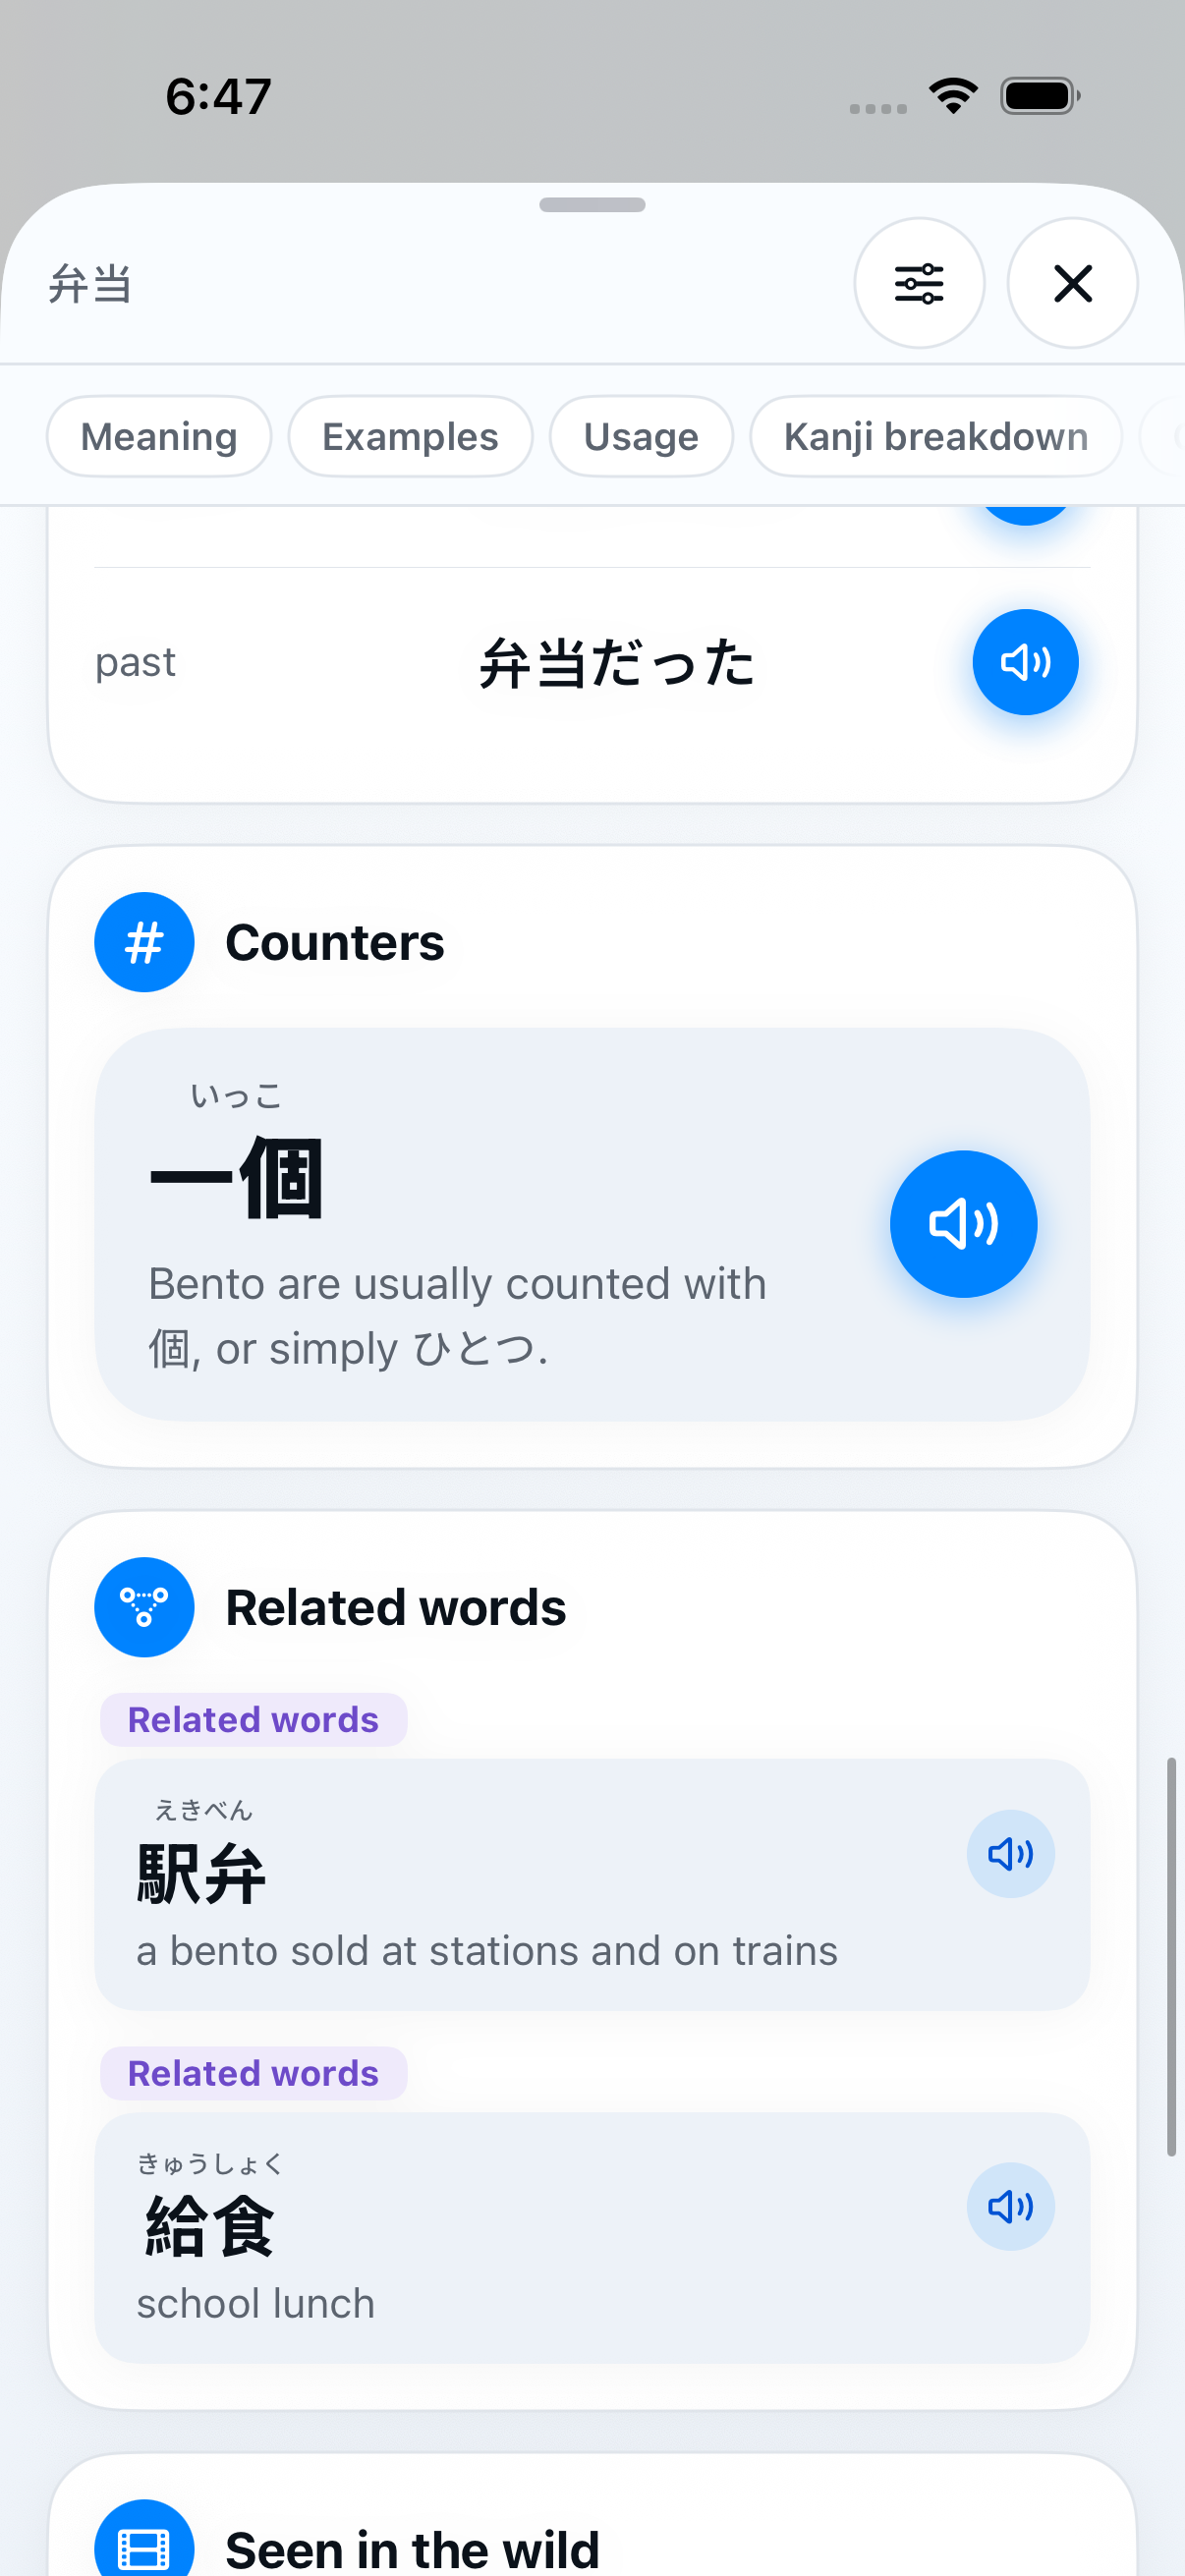 6:47
弁当
Meaning Examples Usage Kanji breakdown
past 弁当だった
Counters
いっこ
一個
Bento are usually counted with
個, or simply ひとつ.
Related words
Related words
えきべん
駅弁
a bento sold at stations and on trains
Related words
きゅうしょく
給食
school lunch
Seen in the wild